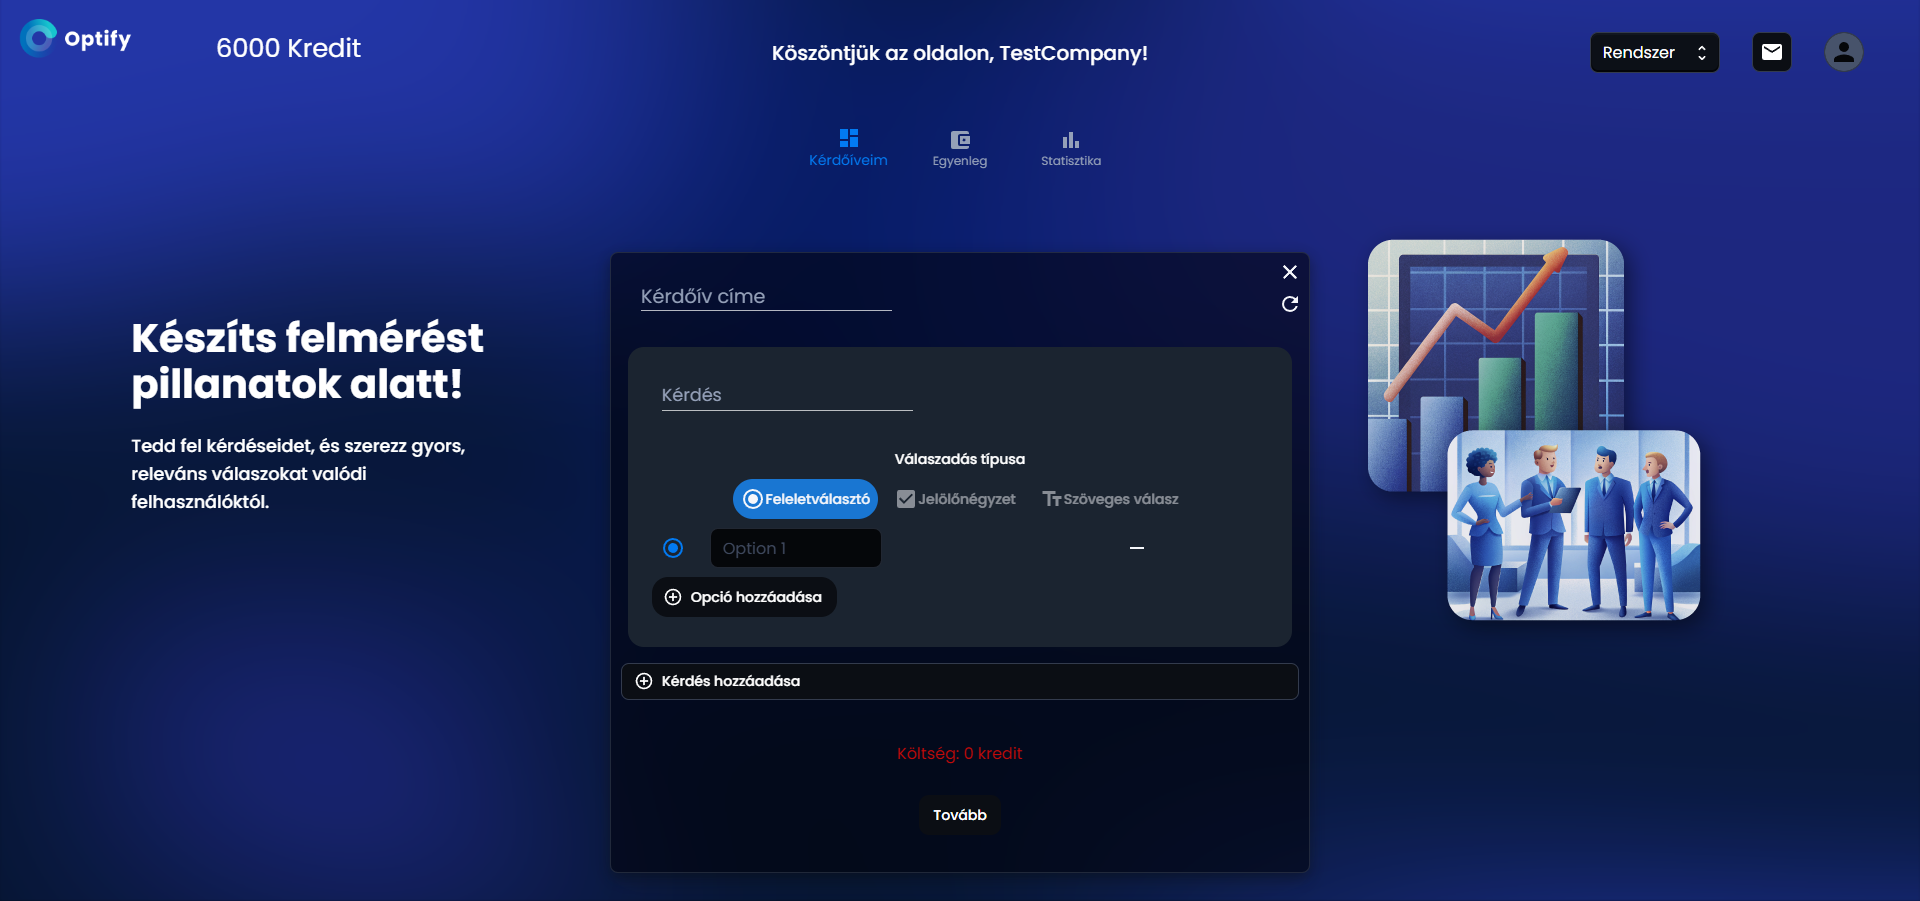 Optify
6000 Kredit
Köszöntjük az oldalon, TestCompany!
Rendszer
Kérdőíveim
Egyenleg
Statisztika
Készíts felmérést
pillanatok alatt!
Tedd fel kérdéseidet, és szerezz gyors,
releváns válaszokat valódi
felhasználóktól.
Kérdőív címe
Kérdés
Válaszadás típusa
Feleletválasztó
Jelölőnégyzet
Szöveges válasz
Option 1
Opció hozzáadása
Kérdés hozzáadása
Költség: 0 kredit
Tovább